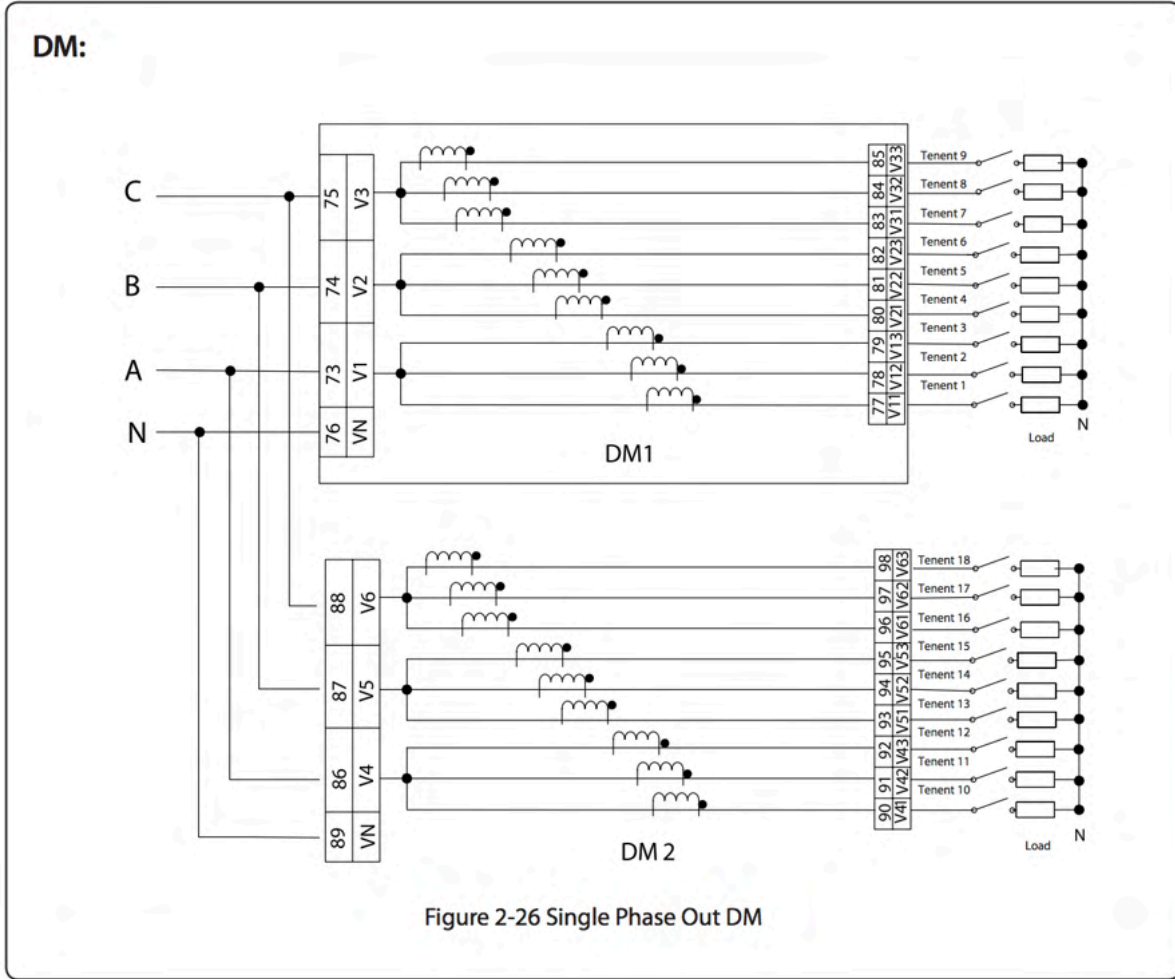 DM:
C
B
A
N
75 V3
74 V2
73 V1
76 VN
85 V33 Tenent 9
84 V32 Tenent 8
83 V31 Tenent 7
82 V23 Tenent 6
81 V22 Tenent 5
80 V21 Tenent 4
79 V13 Tenent 3
78 V12 Tenent 2
77 V11 Tenent 1
N
Load
DM1
88 V6
87 V5
86 V4
89 VN
98 V63 Tenent 18
97 V62 Tenent 17
96 V61 Tenent 16
95 V53 Tenent 15
94 V52 Tenent 14
93 V51 Tenent 13
92 V43 Tenent 12
91 V42 Tenent 11
90 V41 Tenent 10
N
Load
DM 2
Figure 2-26 Single Phase Out DM